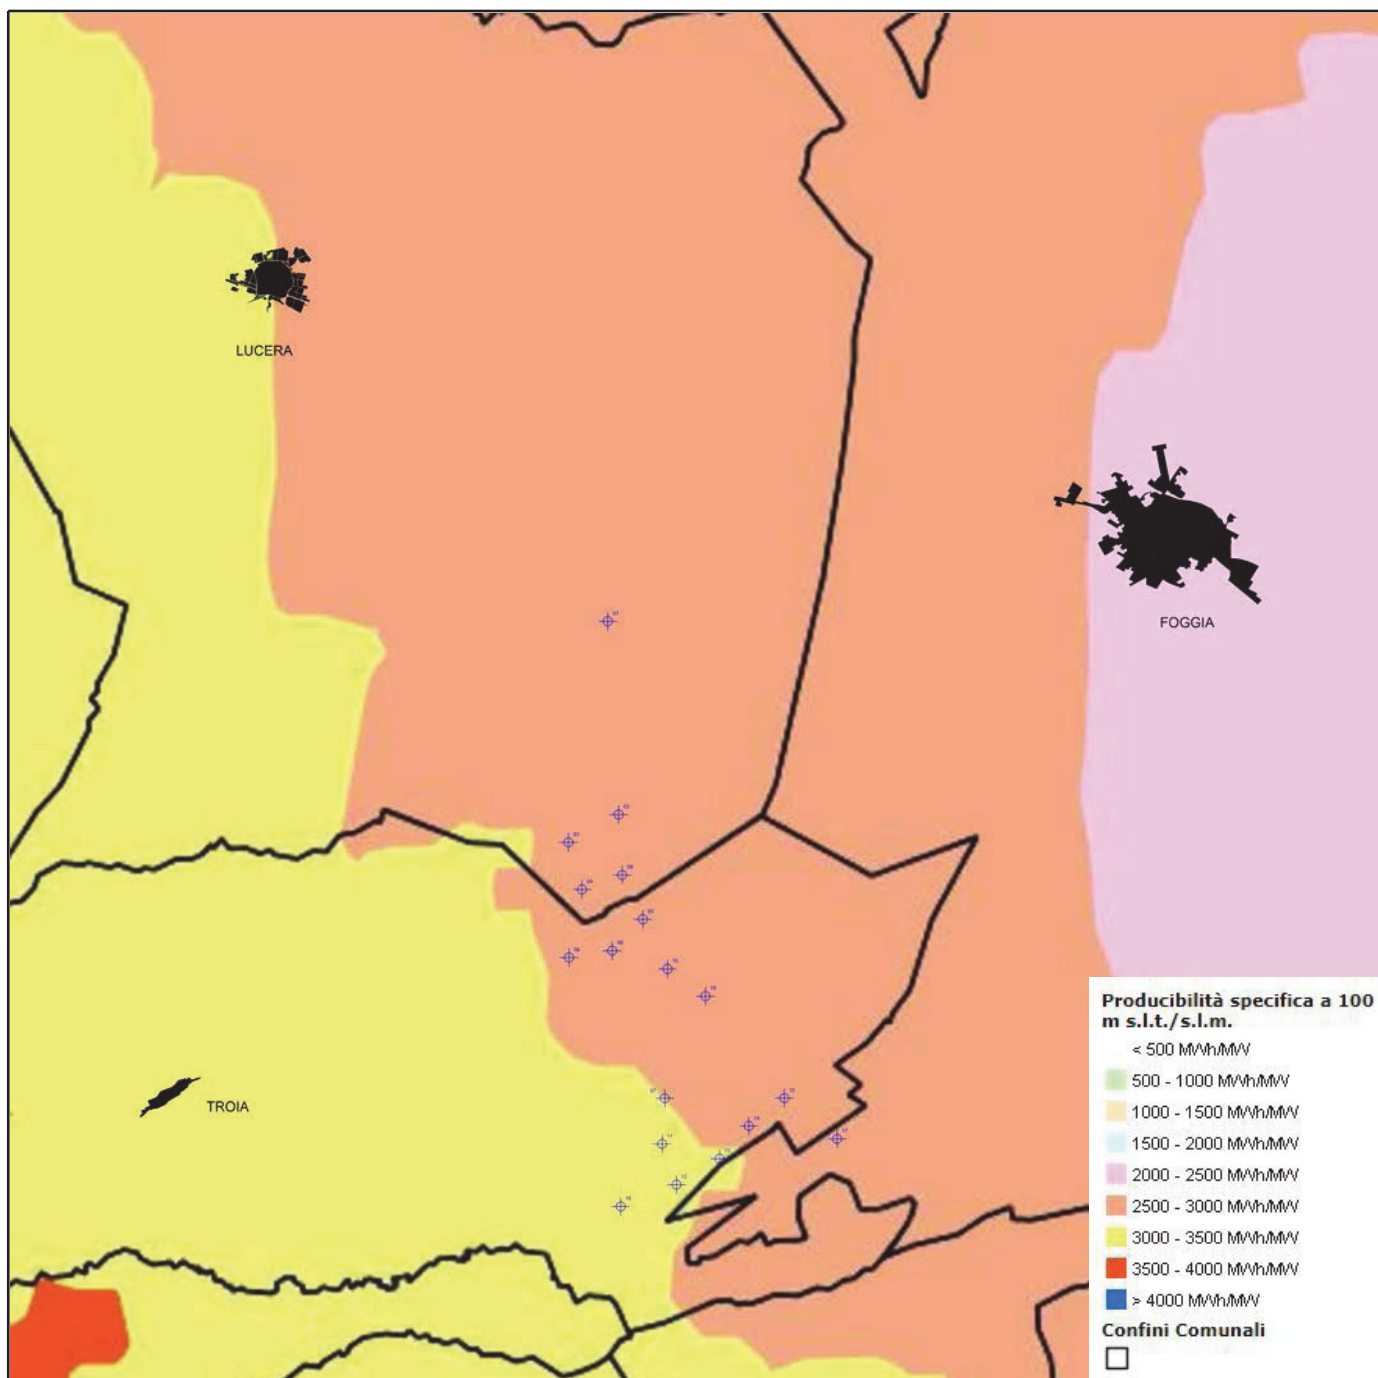 LUCERA
FOGGIA
TROIA
Producibilità specifica a 100
m s.l.t./s.l.m.
< 500 MWh/MW
500 - 1000 MWh/MW
1000 - 1500 MWh/MW
1500 - 2000 MWh/MW
2000 - 2500 MWh/MW
2500 - 3000 MWh/MW
3000 - 3500 MWh/MW
3500 - 4000 MWh/MW
> 4000 MWh/MW
Confini Comunali